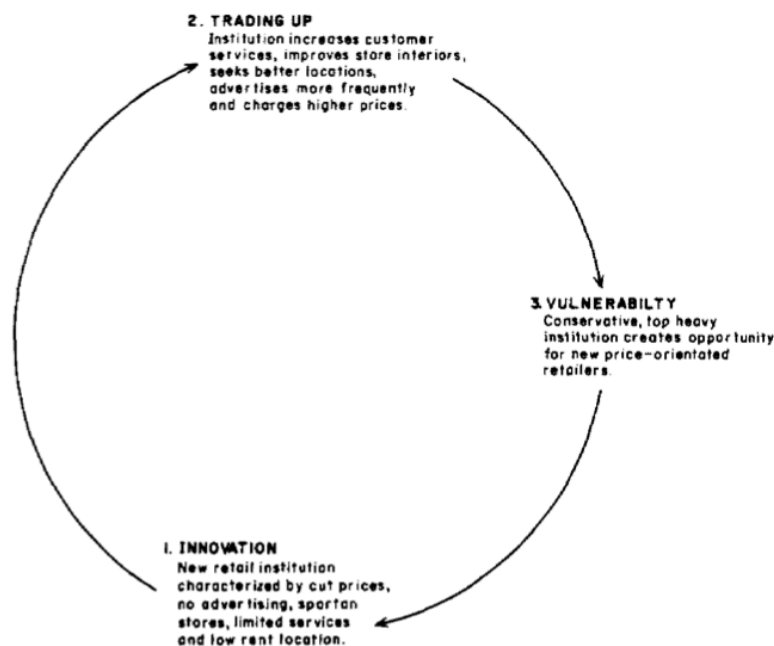 2. TRADING UP
Institution increases customer
services, improves store interiors,
seeks better locations,
advertises more frequently
and charges higher prices.
3. VULNERABILTY
Conservative, top heavy
institution creates opportunity
for new price-orientated
retailers.
1. INNOVATION
New retail institution
characterized by cut prices,
no advertising, spartan
stores, limited services
and low rent location.